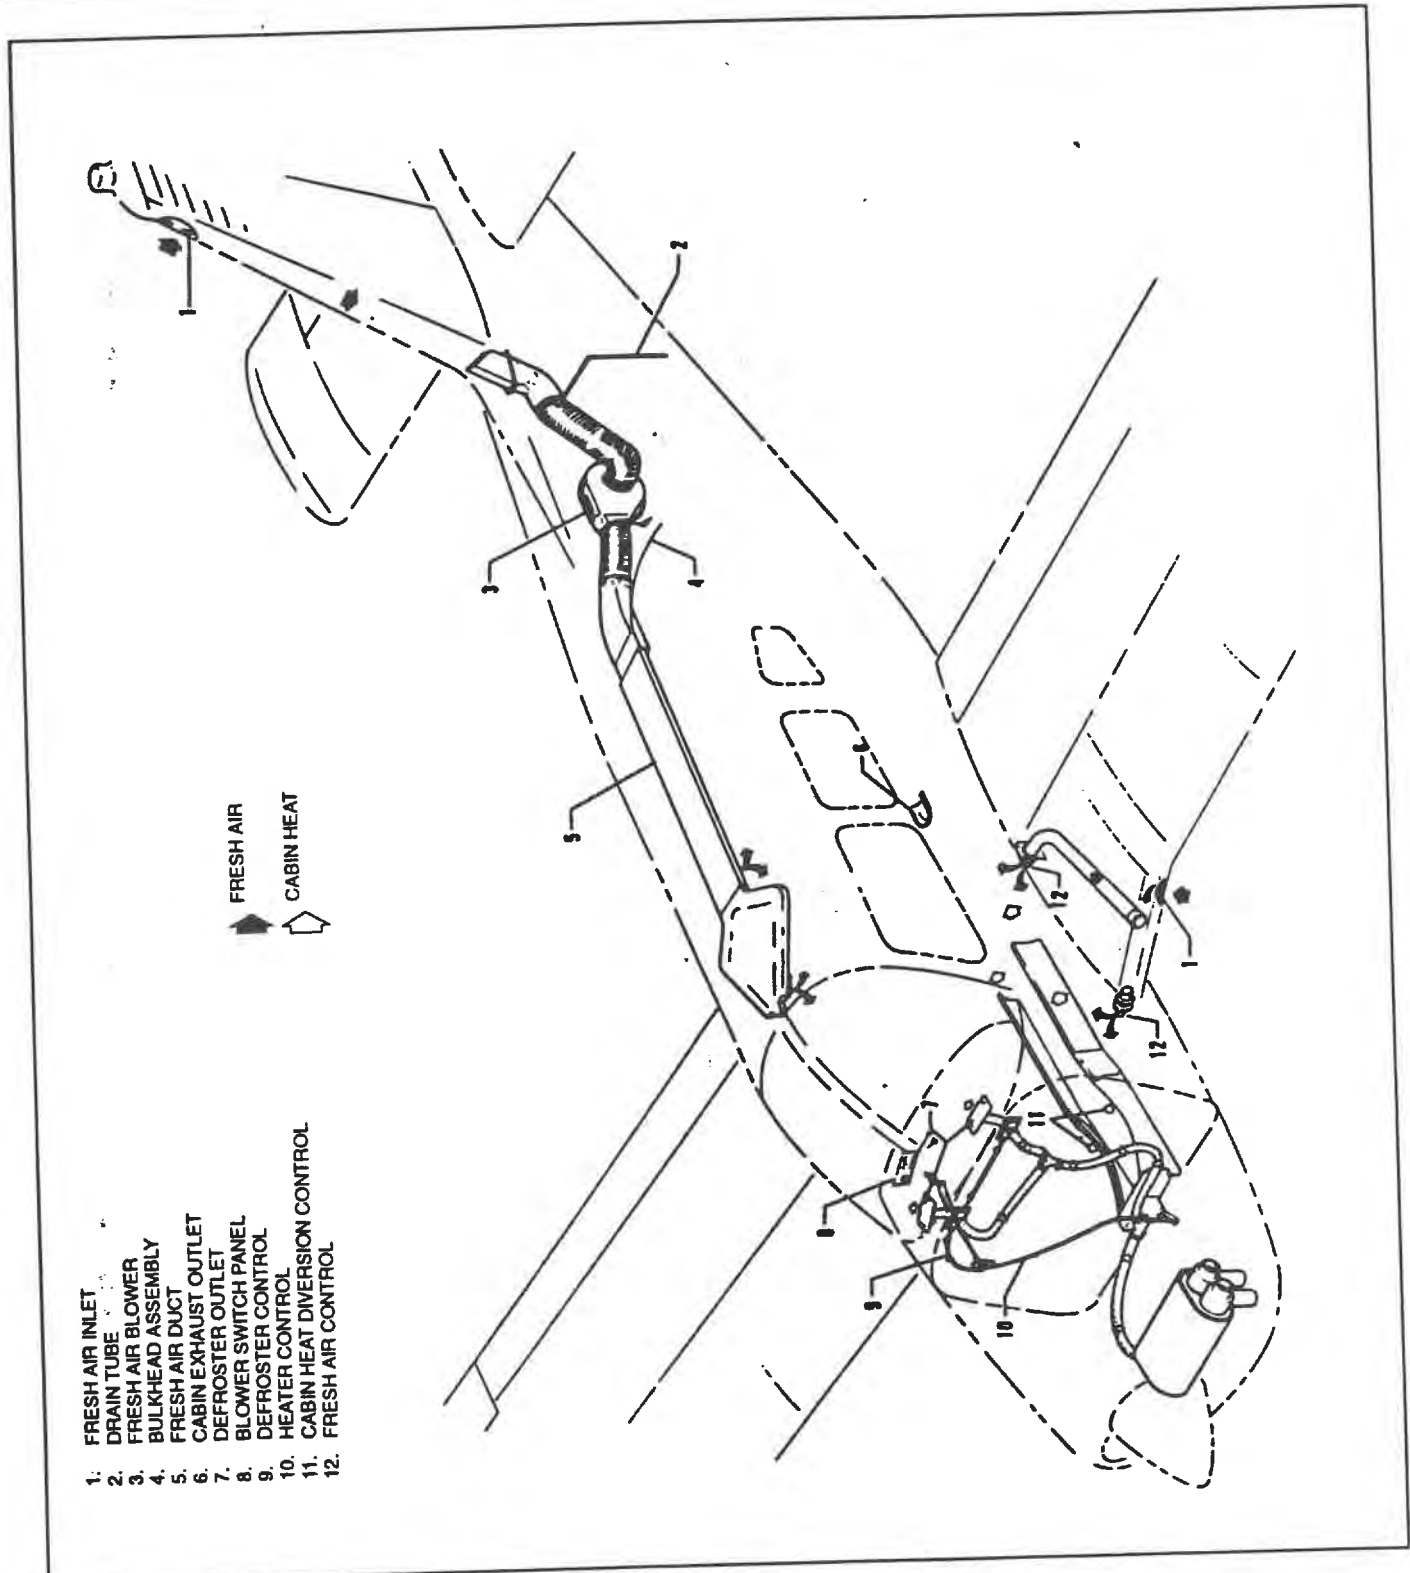 1. FRESH AIR INLET
2. DRAIN TUBE
3. FRESH AIR BLOWER
4. BULKHEAD ASSEMBLY
5. FRESH AIR DUCT
6. CABIN EXHAUST OUTLET
7. DEFROSTER OUTLET
8. BLOWER SWITCH PANEL
9. DEFROSTER CONTROL
10. HEATER CONTROL
11. CABIN HEAT DIVERSION CONTROL
12. FRESH AIR CONTROL
FRESH AIR
CABIN HEAT
1
2
3
4
5
6
12
1
12
7
11
8
9
10